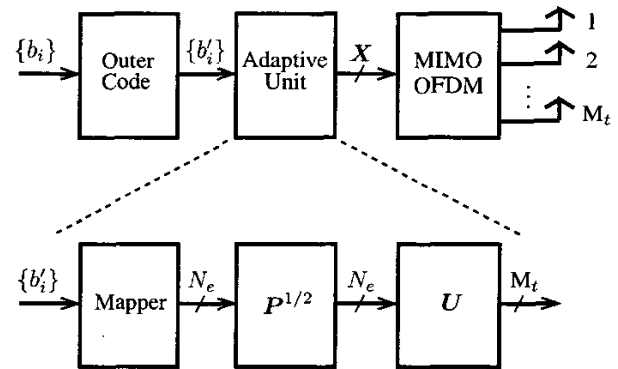 {b_i}
Outer Code
{b'_i}
Adaptive Unit
X
MIMO OFDM
1
2
⋮
M_t
{b'_i}
Mapper
N_e
P^{1/2}
N_e
U
M_t